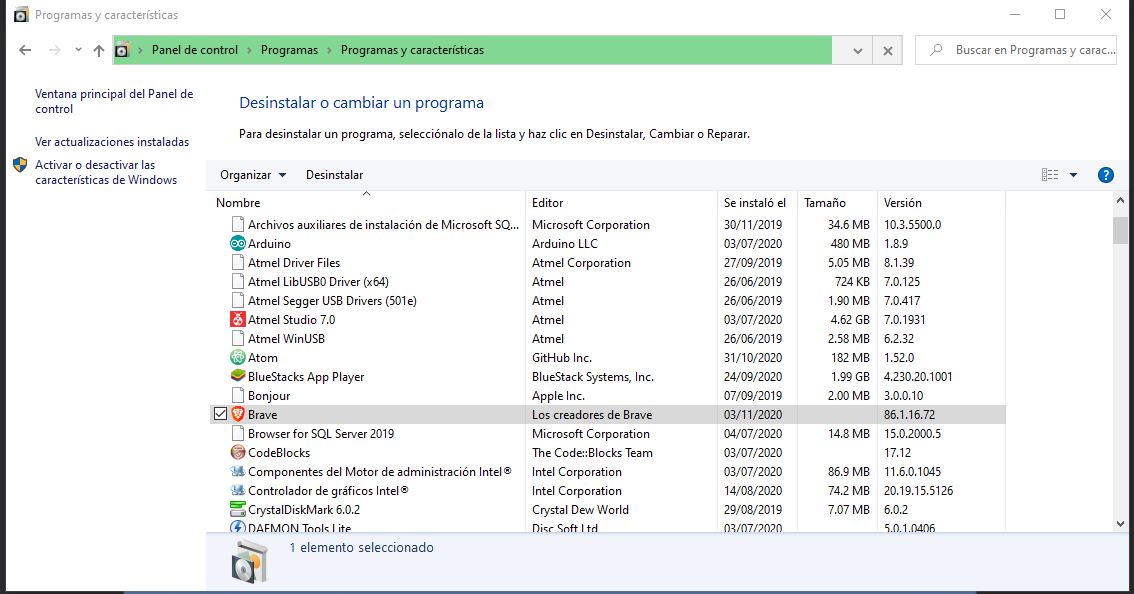 Programas y características
Panel de control > Programas > Programas y características
Buscar en Programas y carac...
Ventana principal del Panel de
control
Ver actualizaciones instaladas
Activar o desactivar las
características de Windows
Desinstalar o cambiar un programa
Para desinstalar un programa, selecciónalo de la lista y haz clic en Desinstalar, Cambiar o Reparar.
Organizar Desinstalar
Nombre Editor Se instaló el Tamaño Versión
Archivos auxiliares de instalación de Microsoft SQ... Microsoft Corporation 30/11/2019 34.6 MB 10.3.5500.0
Arduino Arduino LLC 03/07/2020 480 MB 1.8.9
Atmel Driver Files Atmel Corporation 27/09/2019 5.05 MB 8.1.39
Atmel LibUSB0 Driver (x64) Atmel 26/06/2019 724 KB 7.0.125
Atmel Segger USB Drivers (501e) Atmel 26/06/2019 1.90 MB 7.0.417
Atmel Studio 7.0 Atmel 03/07/2020 4.62 GB 7.0.1931
Atmel WinUSB Atmel 26/06/2019 2.58 MB 6.2.32
Atom GitHub Inc. 31/10/2020 182 MB 1.52.0
BlueStacks App Player BlueStack Systems, Inc. 24/09/2020 1.99 GB 4.230.20.1001
Bonjour Apple Inc. 07/09/2019 2.00 MB 3.0.0.10
Brave Los creadores de Brave 03/11/2020 86.1.16.72
Browser for SQL Server 2019 Microsoft Corporation 04/07/2020 14.8 MB 15.0.2000.5
CodeBlocks The Code::Blocks Team 03/07/2020 17.12
Componentes del Motor de administración Intel® Intel Corporation 03/07/2020 86.9 MB 11.6.0.1045
Controlador de gráficos Intel® Intel Corporation 14/08/2020 74.2 MB 20.19.15.5126
CrystalDiskMark 6.0.2 Crystal Dew World 29/08/2019 7.07 MB 6.0.2
DAEMON Tools Lite Disc Soft Ltd 03/07/2020 5.0.1.0406
1 elemento seleccionado